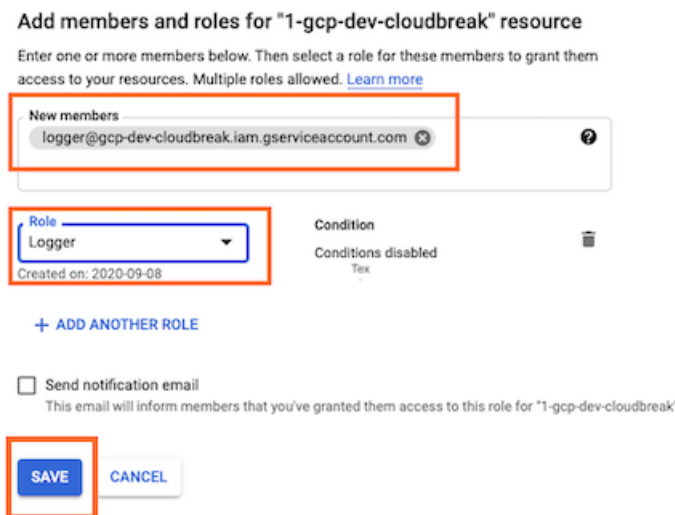 Add members and roles for "1-gcp-dev-cloudbreak" resource
Enter one or more members below. Then select a role for these members to grant them
access to your resources. Multiple roles allowed. Learn more
New members
logger@gcp-dev-cloudbreak.iam.gserviceaccount.com
Role
Logger
Created on: 2020-09-08
Condition
Conditions disabled
Tex
+ ADD ANOTHER ROLE
Send notification email
This email will inform members that you've granted them access to this role for "1-gcp-dev-cloudbreak"
SAVE
CANCEL